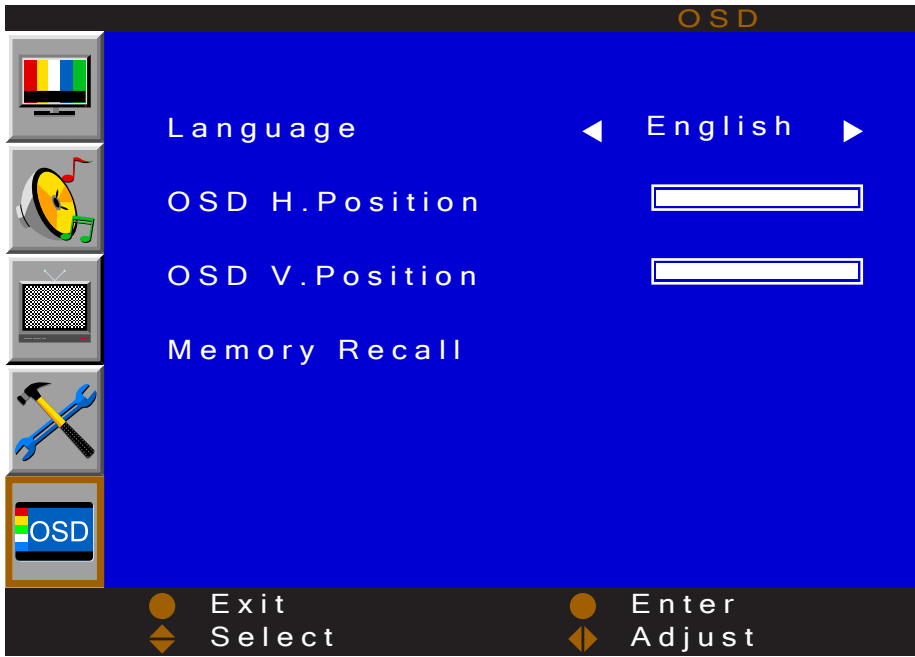 OSD
Language English
OSD H.Position
OSD V.Position
Memory Recall
OSD
Exit Enter
Select Adjust